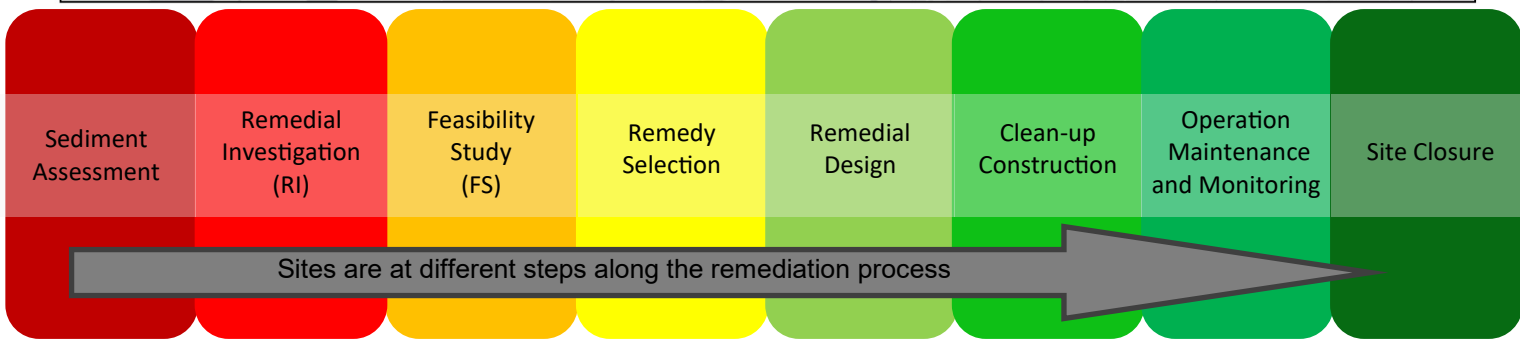 Sediment
Assessment
Remedial
Investigation
(RI)
Feasibility
Study
(FS)
Remedy
Selection
Remedial
Design
Clean-up
Construction
Operation
Maintenance
and Monitoring
Site Closure
Sites are at different steps along the remediation process